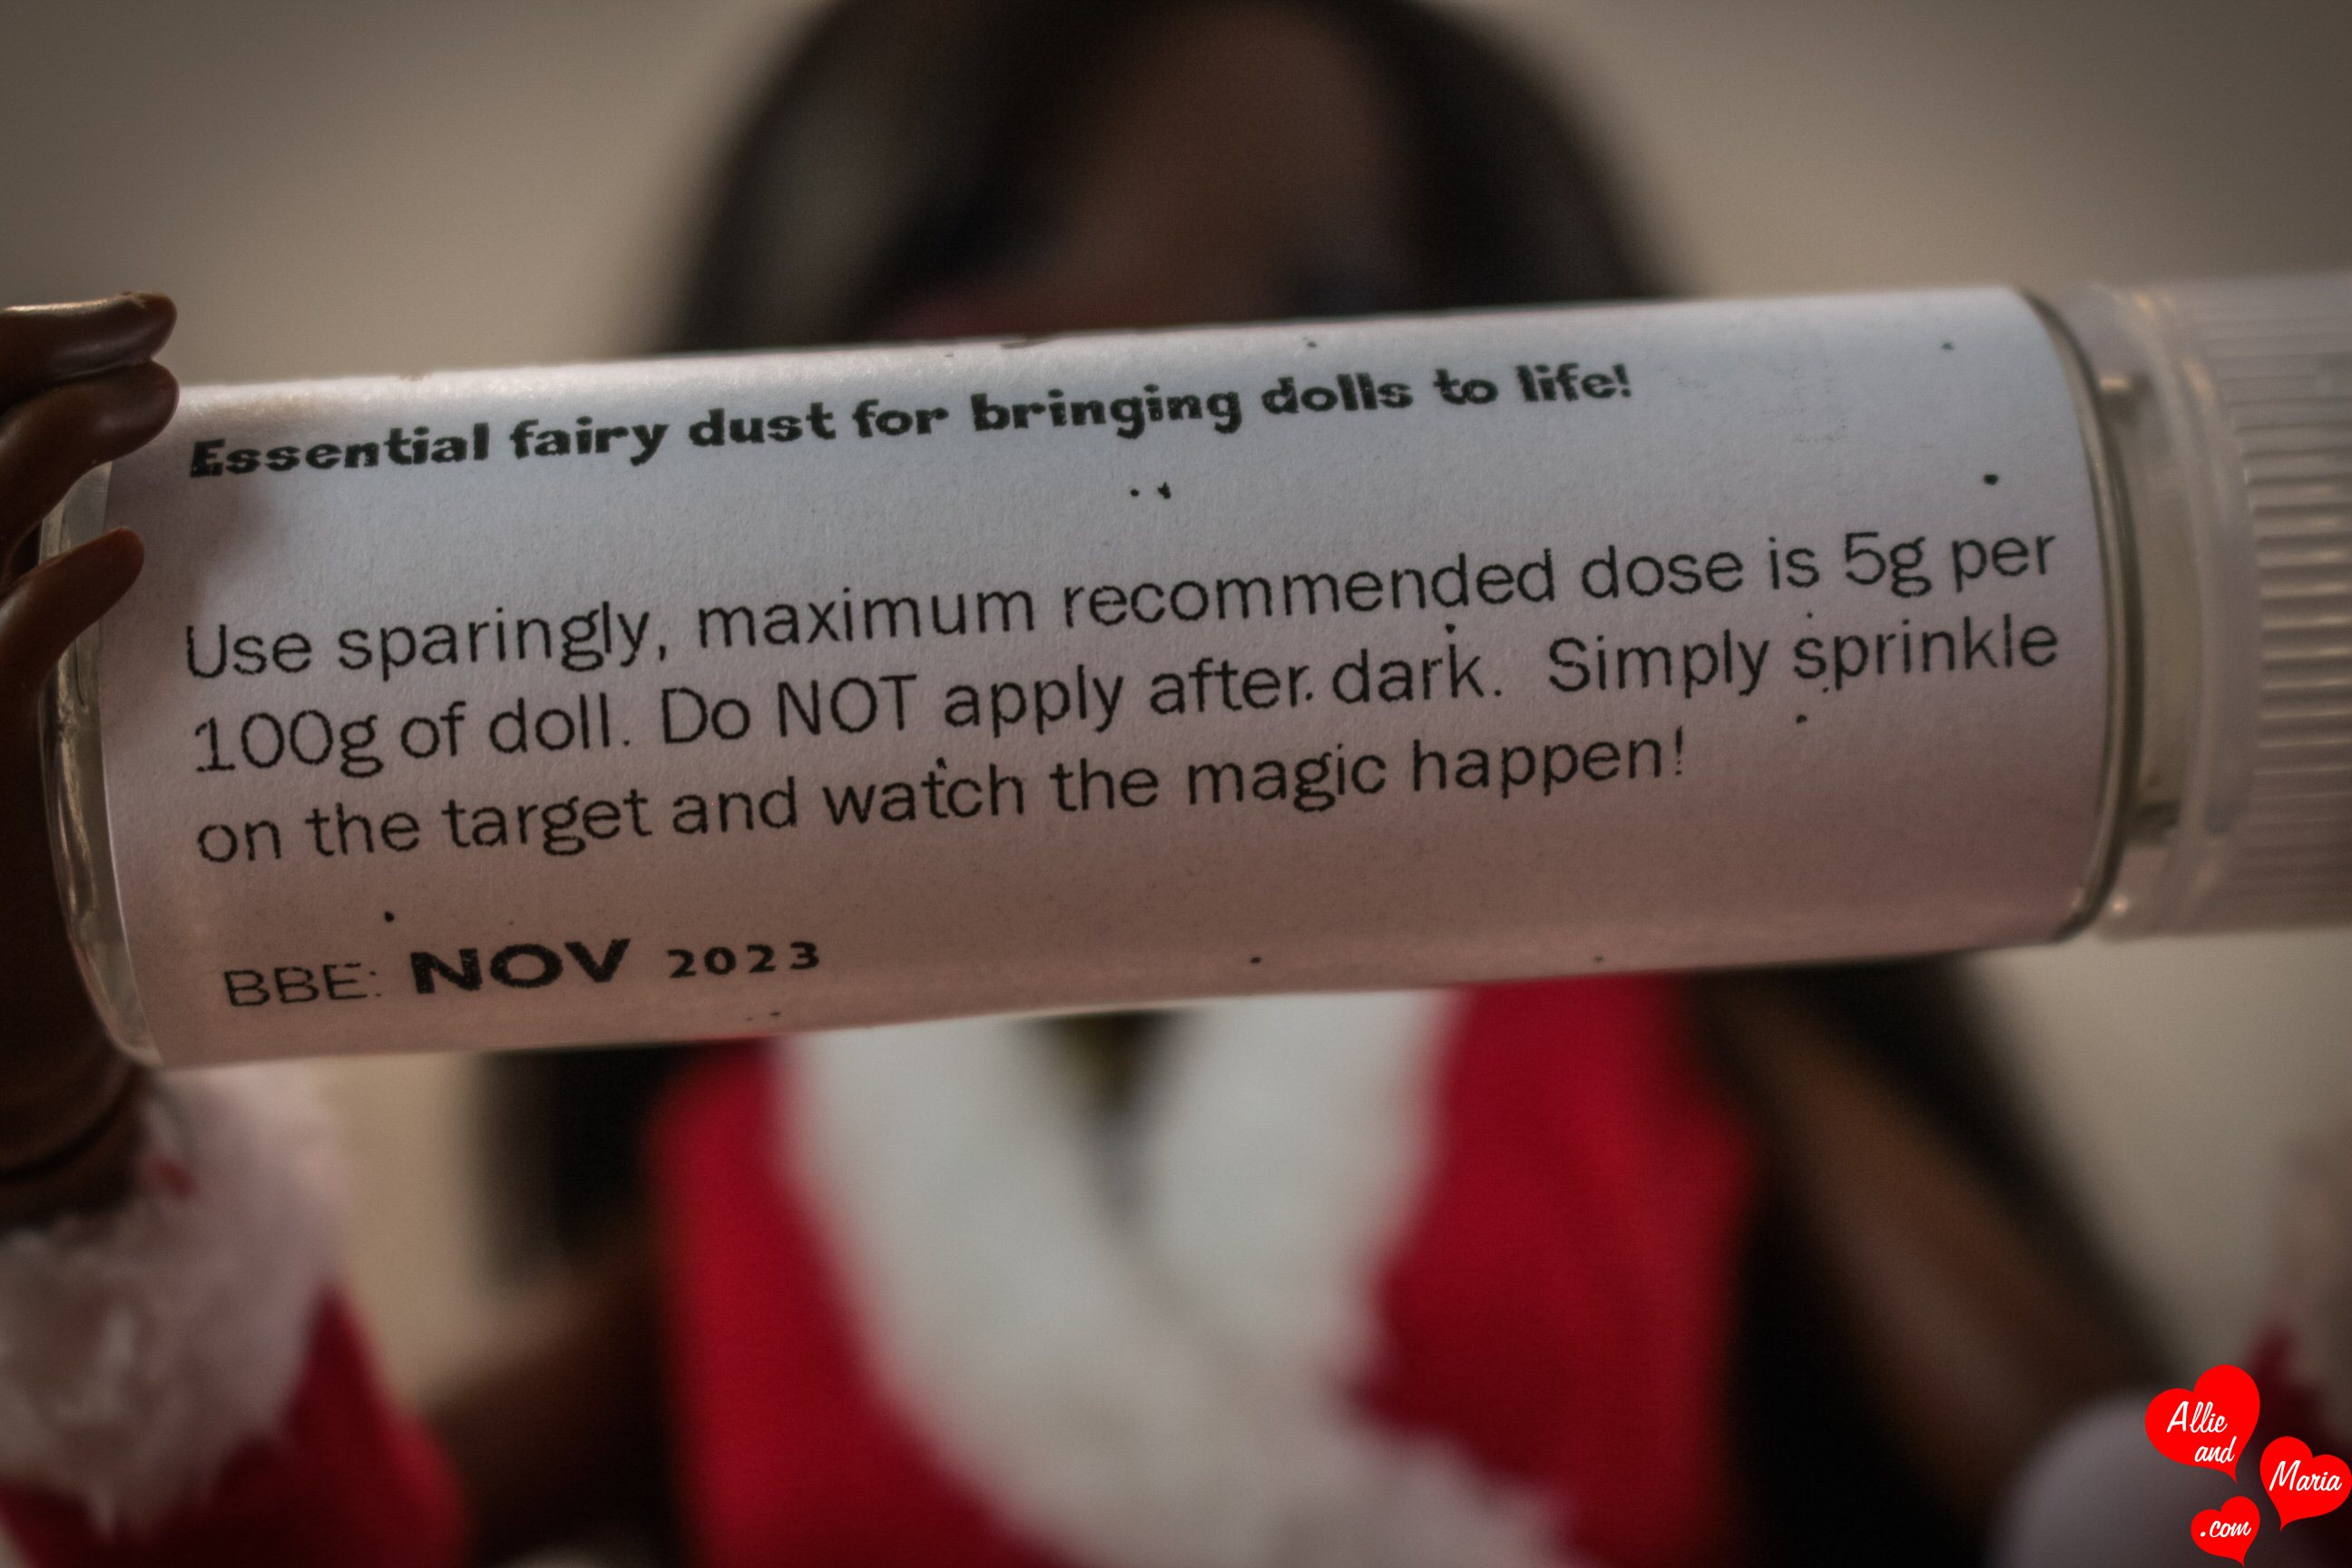 Essential fairy dust for bringing dolls to life!
Use sparingly, maximum recommended dose is 5g per
100g of doll. Do NOT apply after dark. Simply sprinkle
on the target and watch the magic happen!
BBE: NOV 2023
Allie
and
Maria
.com